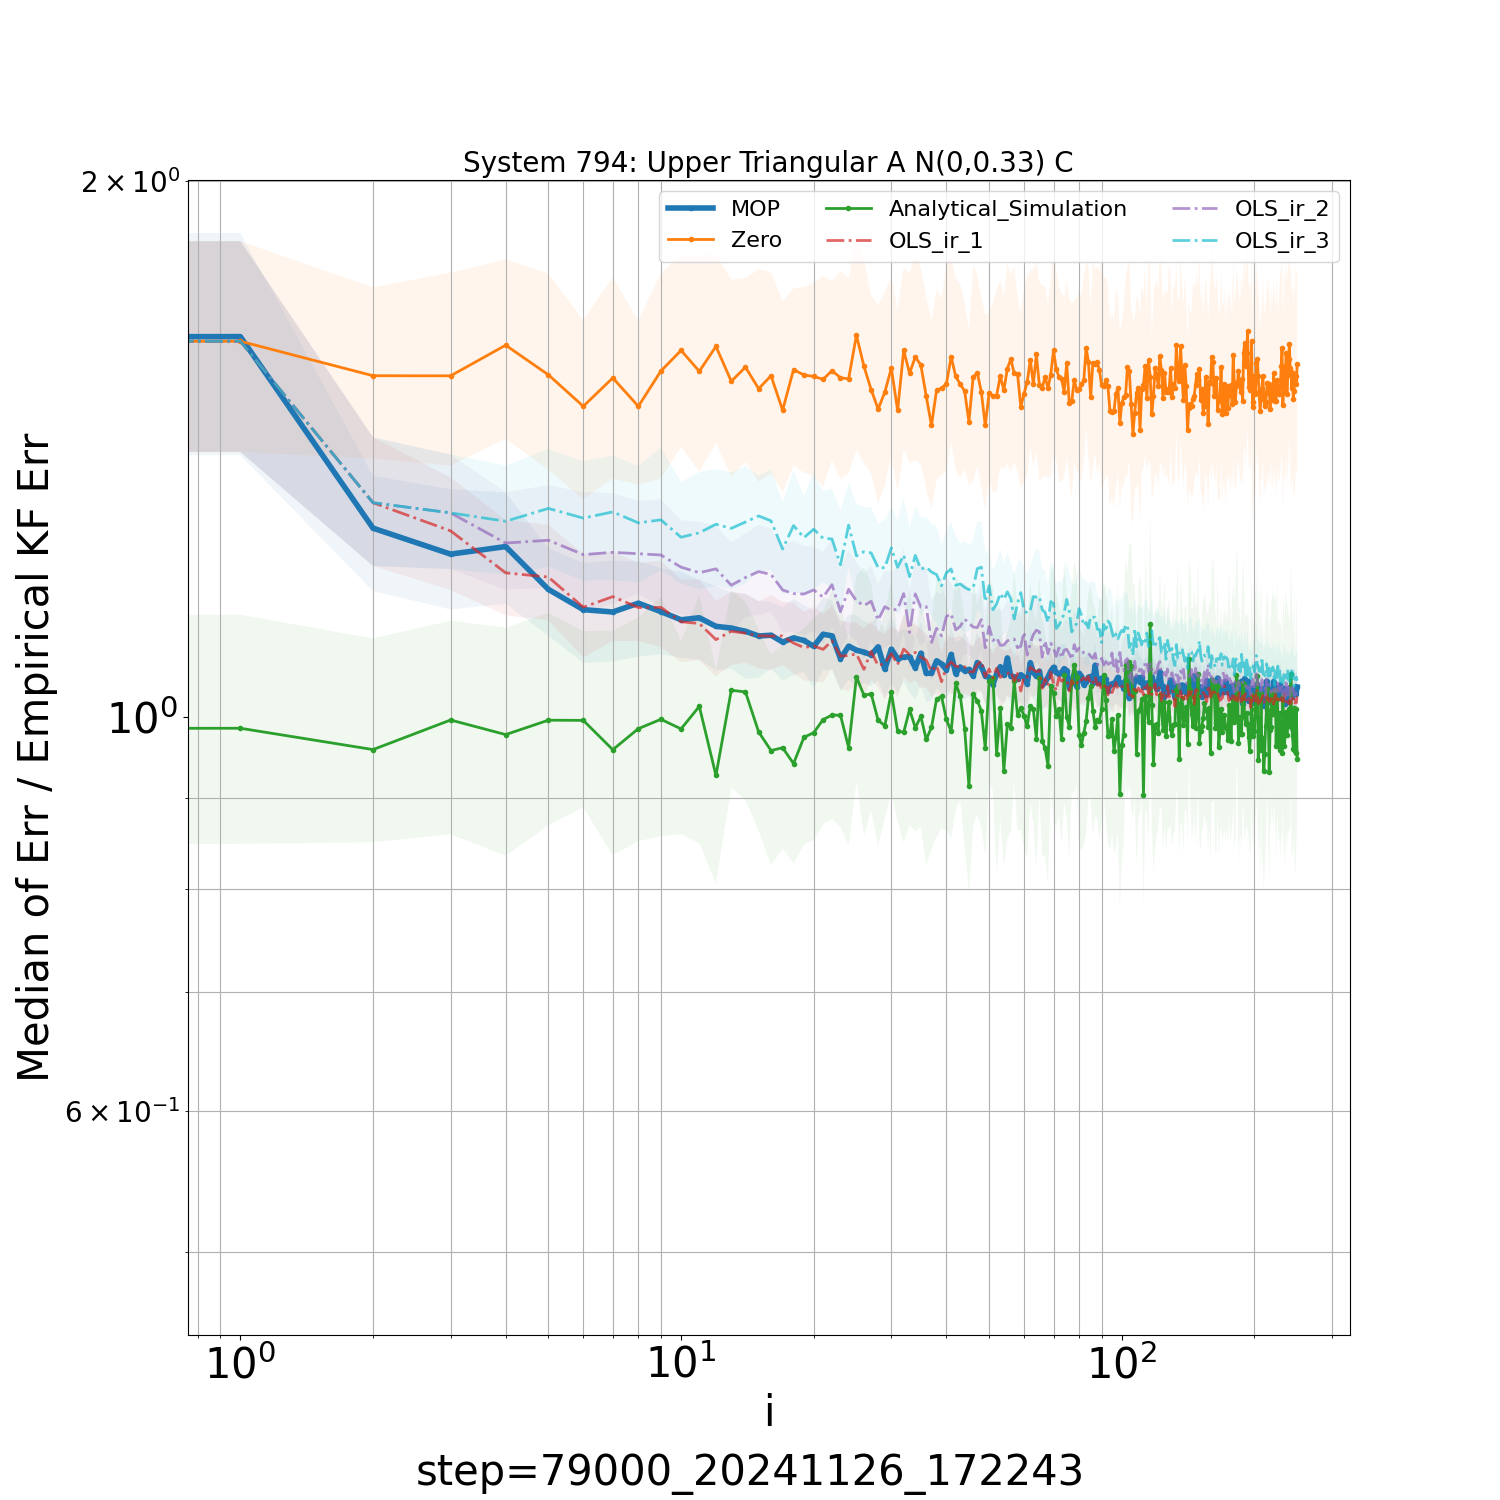 System 794: Upper Triangular A N(0,0.33) C
MOP
Zero
Analytical_Simulation
OLS_ir_1
OLS_ir_2
OLS_ir_3
Median of Err / Empirical KF Err
2 × 10⁰
10⁰
6 × 10⁻¹
10⁰
10¹
10²
i
step=79000_20241126_172243